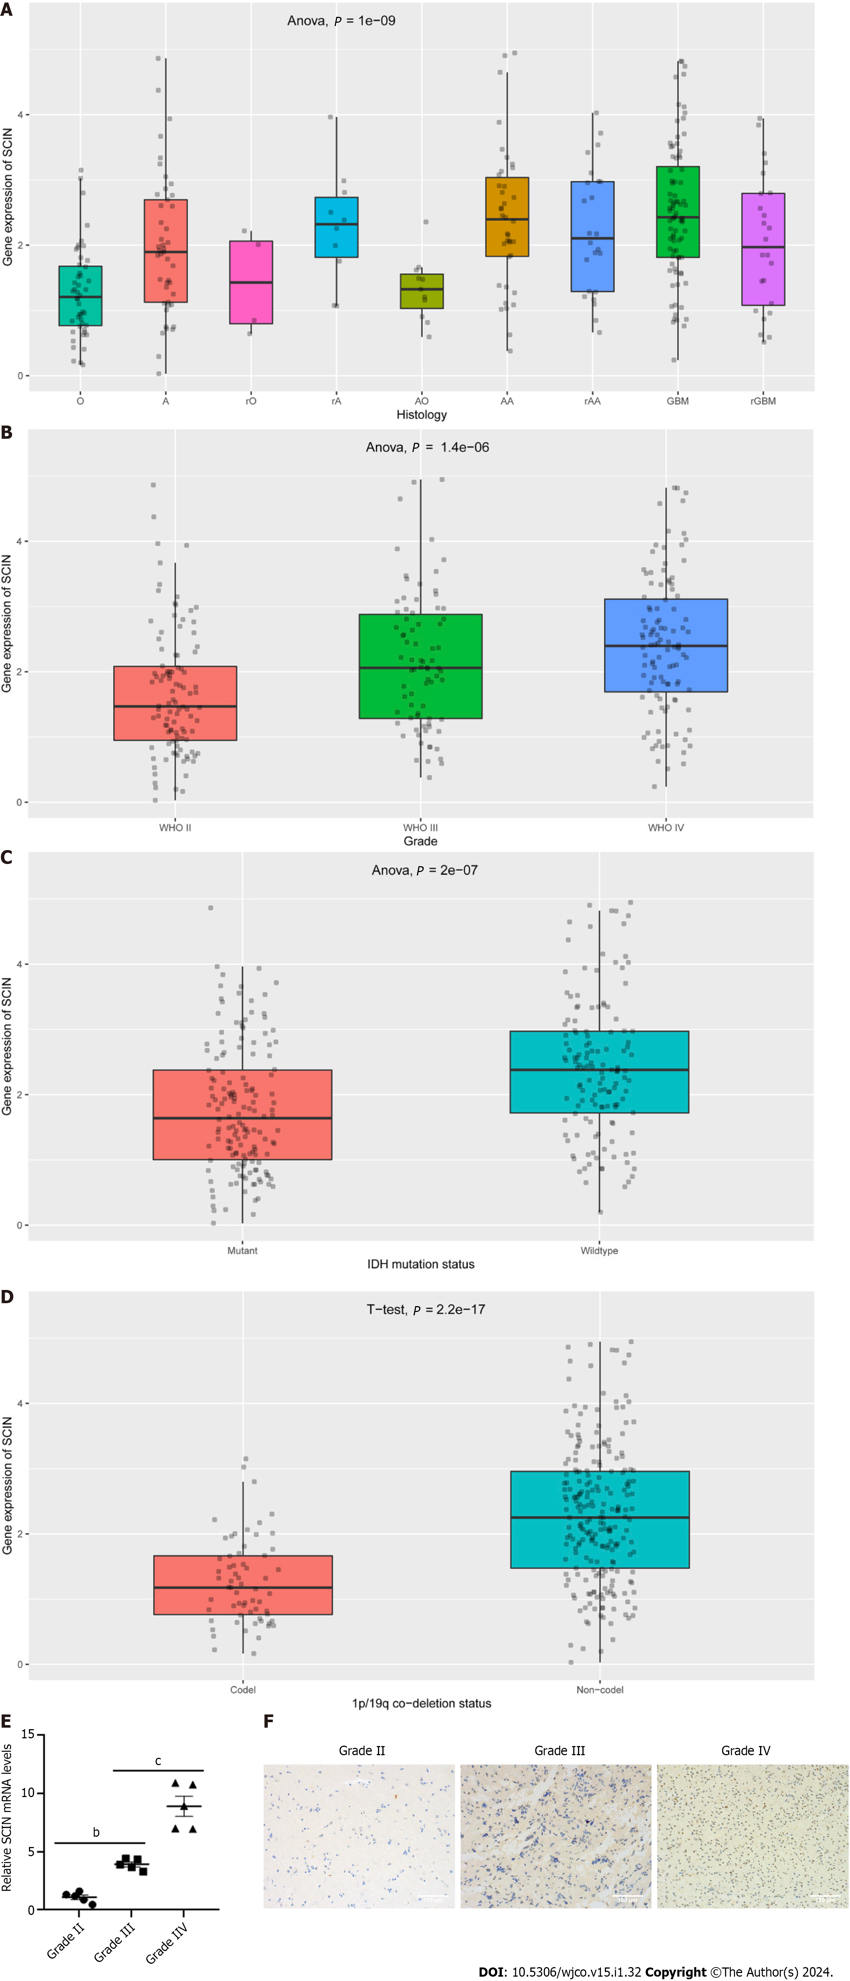 A
Anova, P = 1e−09
Gene expression of SCIN
4
2
0
O A rO rA AO AA rAA GBM rGBM
Histology
B
Anova, P = 1.4e−06
Gene expression of SCIN
4
2
0
WHO II WHO III WHO IV
Grade
C
Anova, P = 2e−07
Gene expression of SCIN
4
2
0
Mutant Wildtype
IDH mutation status
D
T−test, P = 2.2e−17
Gene expression of SCIN
4
2
0
Codel Non−codel
1p/19q co−deletion status
E
Relative SCIN mRNA levels
15
10
5
0
b
c
Grade II Grade III Grade IIV
F
Grade II Grade III Grade IV
DOI: 10.5306/wjco.v15.i1.32 Copyright ©The Author(s) 2024.